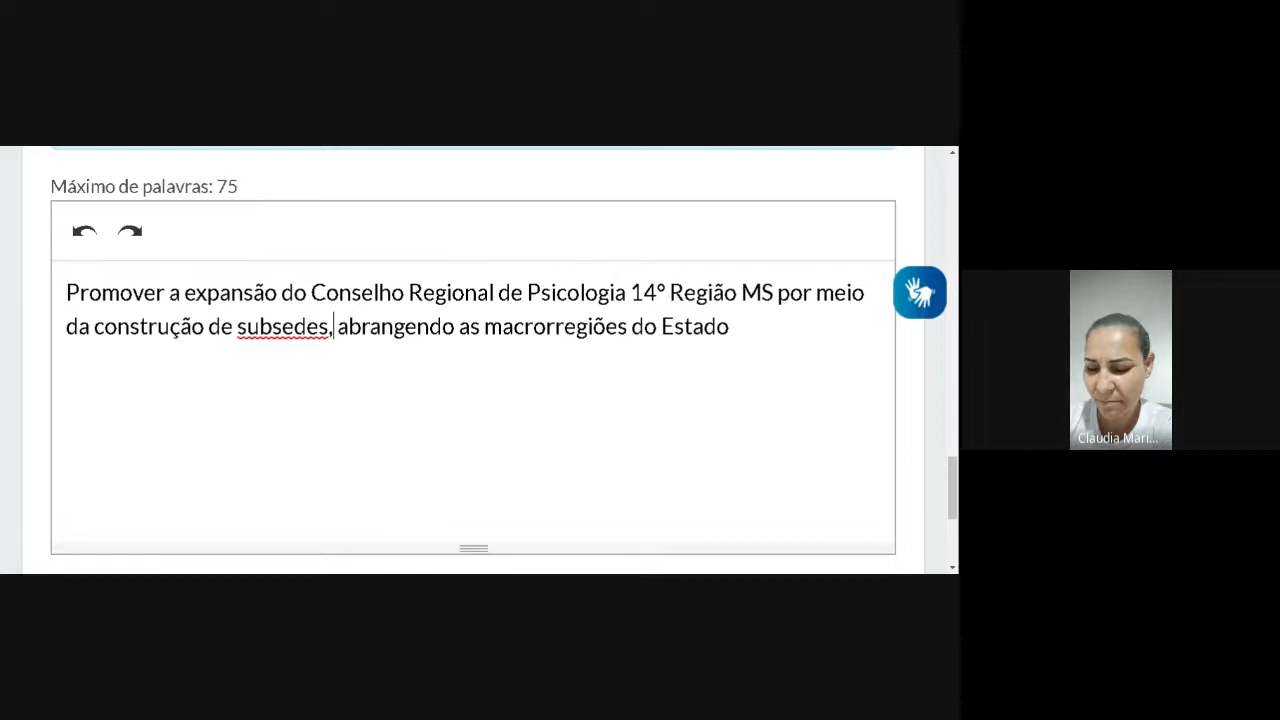 Máximo de palavras: 75
Promover a expansão do Conselho Regional de Psicologia 14° Região MS por meio
da construção de subsedes, abrangendo as macrorregiões do Estado
Claudia Mari...